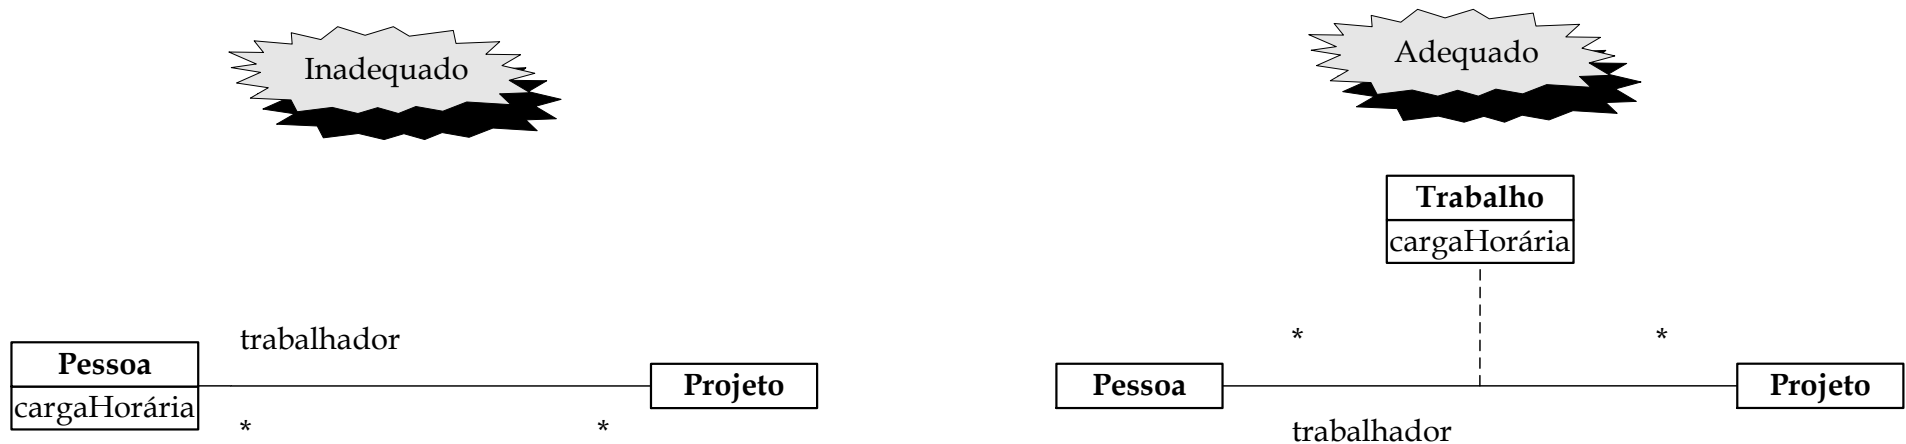 Inadequado
trabalhador
Pessoa
cargaHorária
Projeto
*
*
Adequado
Trabalho
cargaHorária
*
*
Pessoa
Projeto
trabalhador